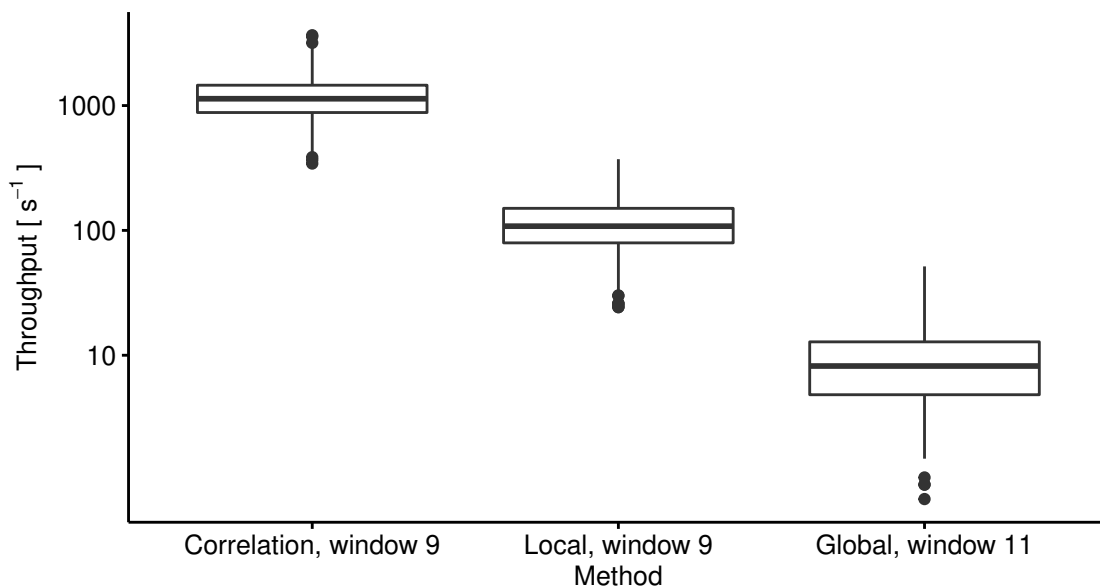 Throughput [ s⁻¹ ]
1000
100
10
Correlation, window 9
Local, window 9
Global, window 11
Method